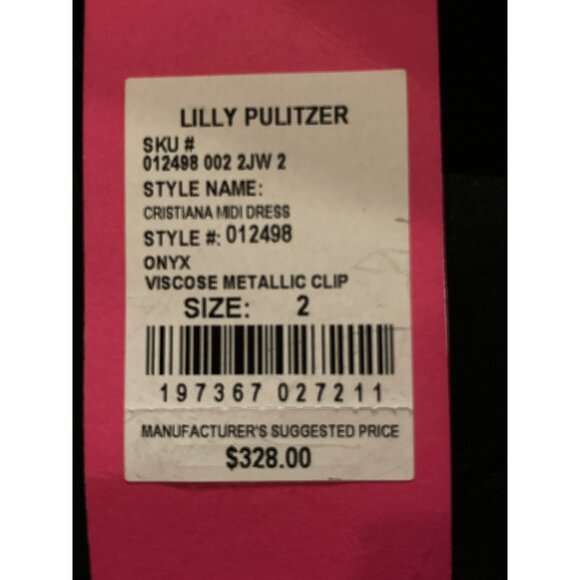 LILLY PULITZER
SKU #
012498 002 2JW 2
STYLE NAME:
CRISTIANA MIDI DRESS
STYLE #: 012498
ONYX
VISCOSE METALLIC CLIP
SIZE: 2
197367 027211
MANUFACTURER'S SUGGESTED PRICE
$328.00